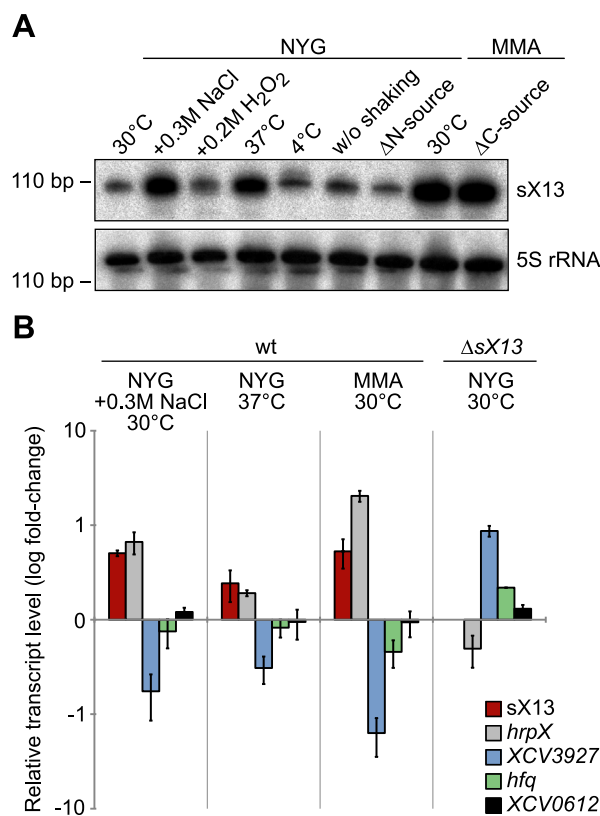 A
NYG
MMA
30°C
+0.3M NaCl
+0.2M H₂O₂
37°C
4°C
w/o shaking
ΔN-source
30°C
ΔC-source
110 bp
sX13
5S rRNA
110 bp
B
wt
ΔsX13
NYG
+0.3M NaCl
30°C
NYG
37°C
MMA
30°C
NYG
30°C
Relative transcript level (log fold-change)
10
1
0
-1
-10
sX13
hrpX
XCV3927
hfq
XCV0612